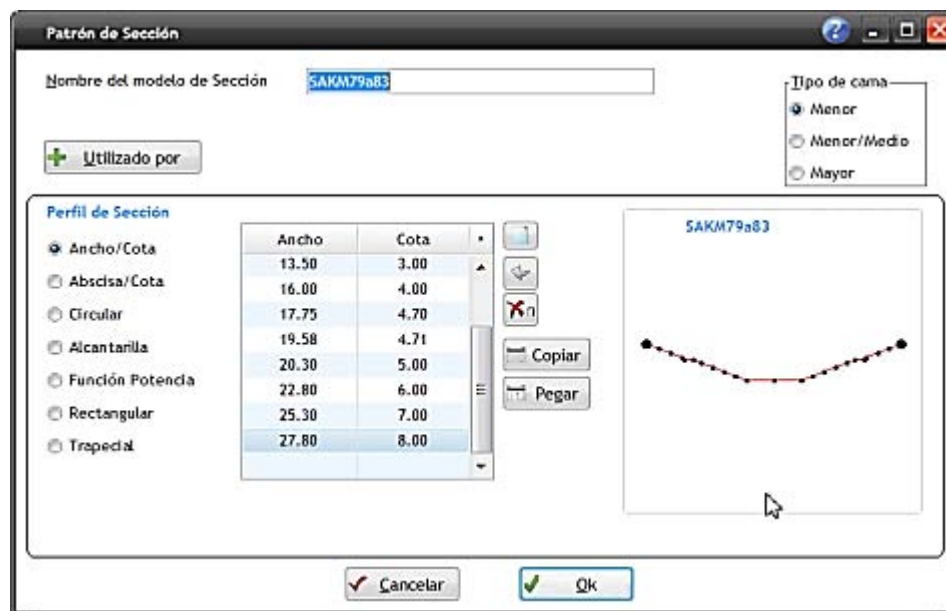 Patrón de Sección
Nombre del modelo de Sección SAKM79a83
Tipo de cama
Menor
Menor/Medio
Mayor
Utilizado por
Perfil de Sección
Ancho/Cota
Abscisa/Cota
Circular
Alcantarilla
Función Potencia
Rectangular
Trapecial
Ancho Cota
13.50 3.00
16.00 4.00
17.75 4.70
19.58 4.71
20.30 5.00
22.80 6.00
25.30 7.00
27.80 8.00
n
Copiar
Pegar
SAKM79a83
Cancelar
Ok